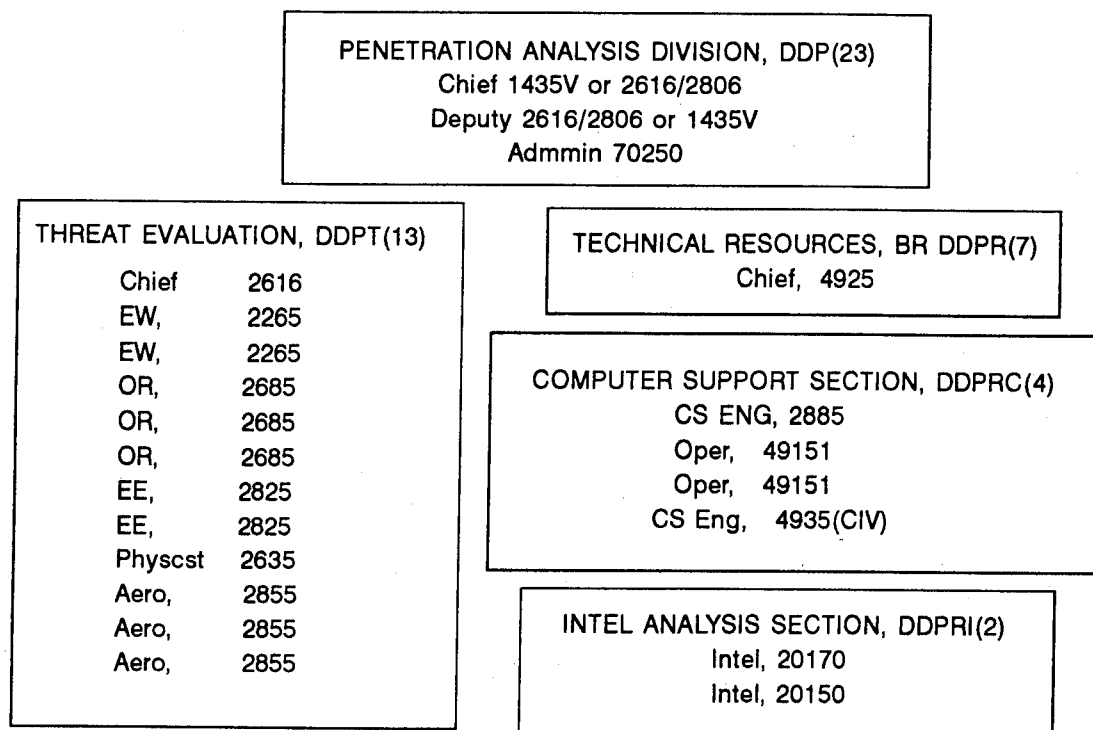 PENETRATION ANALYSIS DIVISION, DDP(23)
Chief 1435V or 2616/2806
Deputy 2616/2806 or 1435V
Admmin 70250
THREAT EVALUATION, DDPT(13)
Chief 2616
EW, 2265
EW, 2265
OR, 2685
OR, 2685
OR, 2685
EE, 2825
EE, 2825
Physcst 2635
Aero, 2855
Aero, 2855
Aero, 2855
TECHNICAL RESOURCES, BR DDPR(7)
Chief, 4925
COMPUTER SUPPORT SECTION, DDPRC(4)
CS ENG, 2885
Oper, 49151
Oper, 49151
CS Eng, 4935(CIV)
INTEL ANALYSIS SECTION, DDPRI(2)
Intel, 20170
Intel, 20150